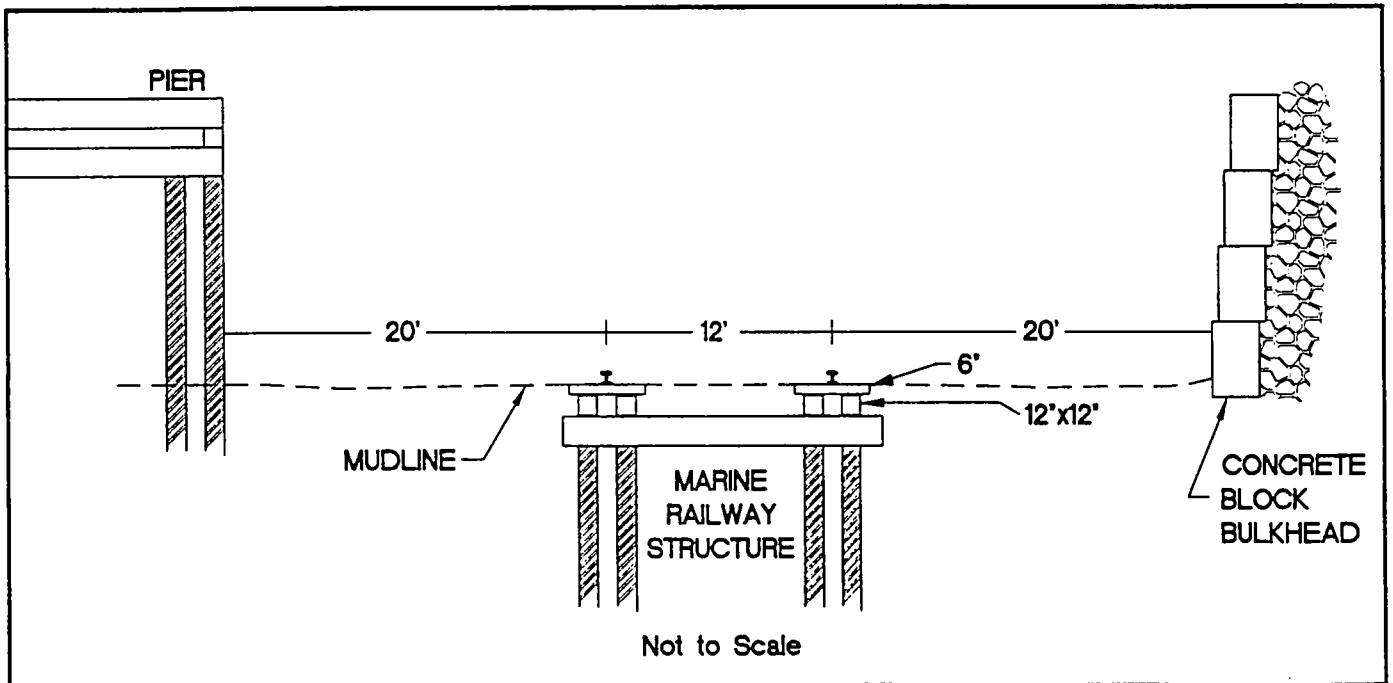 PIER
20'
12'
20'
6"
12"x12"
MUDLINE
MARINE
RAILWAY
STRUCTURE
CONCRETE
BLOCK
BULKHEAD
Not to Scale